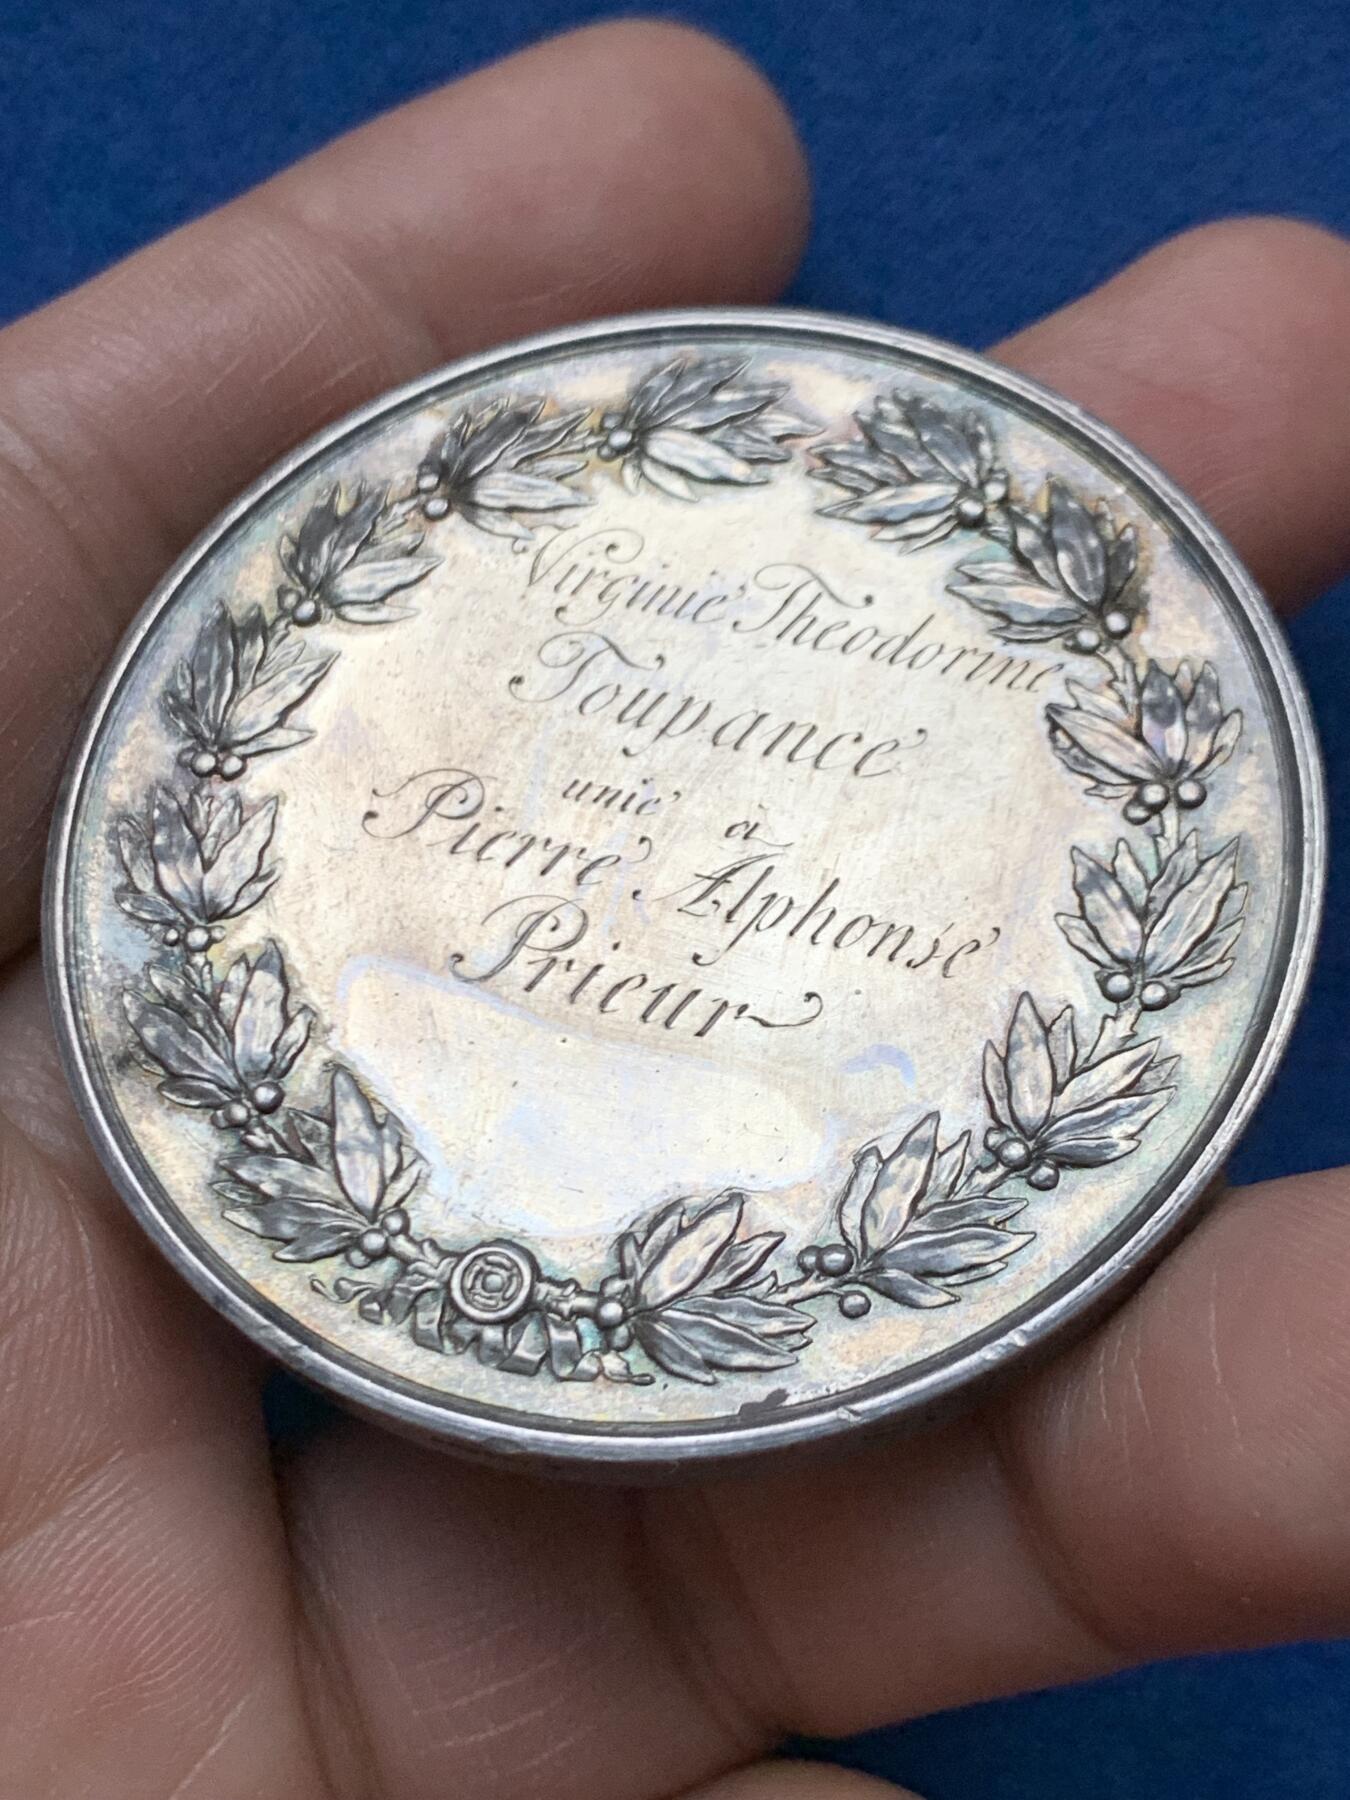 Virginie Theodorine
Toupance
unie à
Pierre Alphonse
Prieur